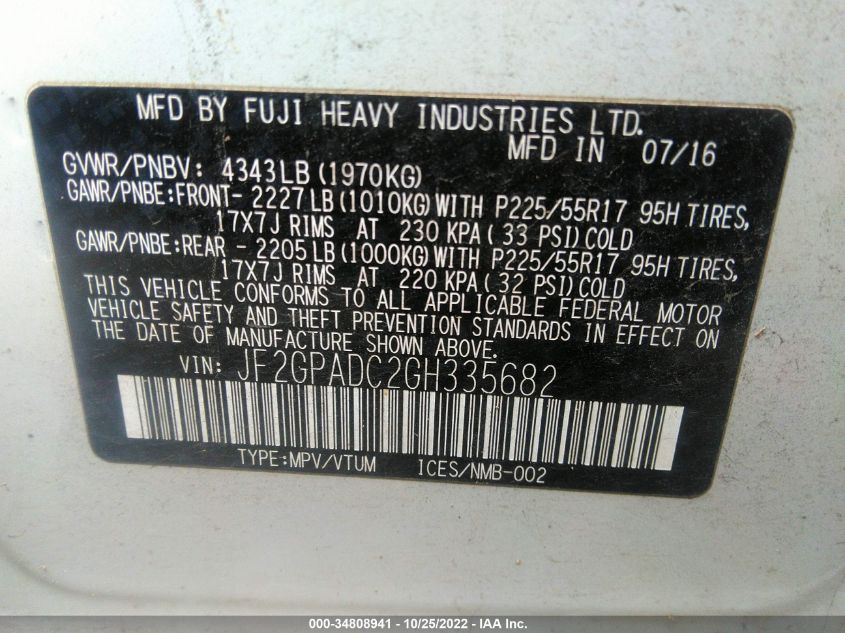 MFD BY FUJI HEAVY INDUSTRIES LTD.
MFD IN 07/16
GVWR/PNBV: 4343LB (1970KG)
GAWR/PNBE:FRONT- 2227 LB (1010KG) WITH P225/55R17 95H TIRES,
17X7J RIMS AT 230 KPA ( 33 PSI) COLD
GAWR/PNBE:REAR - 2205 LB (1000KG) WITH P225/55R17 95H TIRES,
17X7J RIMS AT 220 KPA ( 32 PSI) COLD
THIS VEHICLE CONFORMS TO ALL APPLICABLE FEDERAL MOTOR
VEHICLE SAFETY AND THEFT PREVENTION STANDARDS IN EFFECT ON
THE DATE OF MANUFACTURE SHOWN ABOVE.
VIN: JF2GPADC2GH335682
TYPE:MPV/VTUM ICES/NMB-002
000-34808941 - 10/25/2022 - IAA Inc.